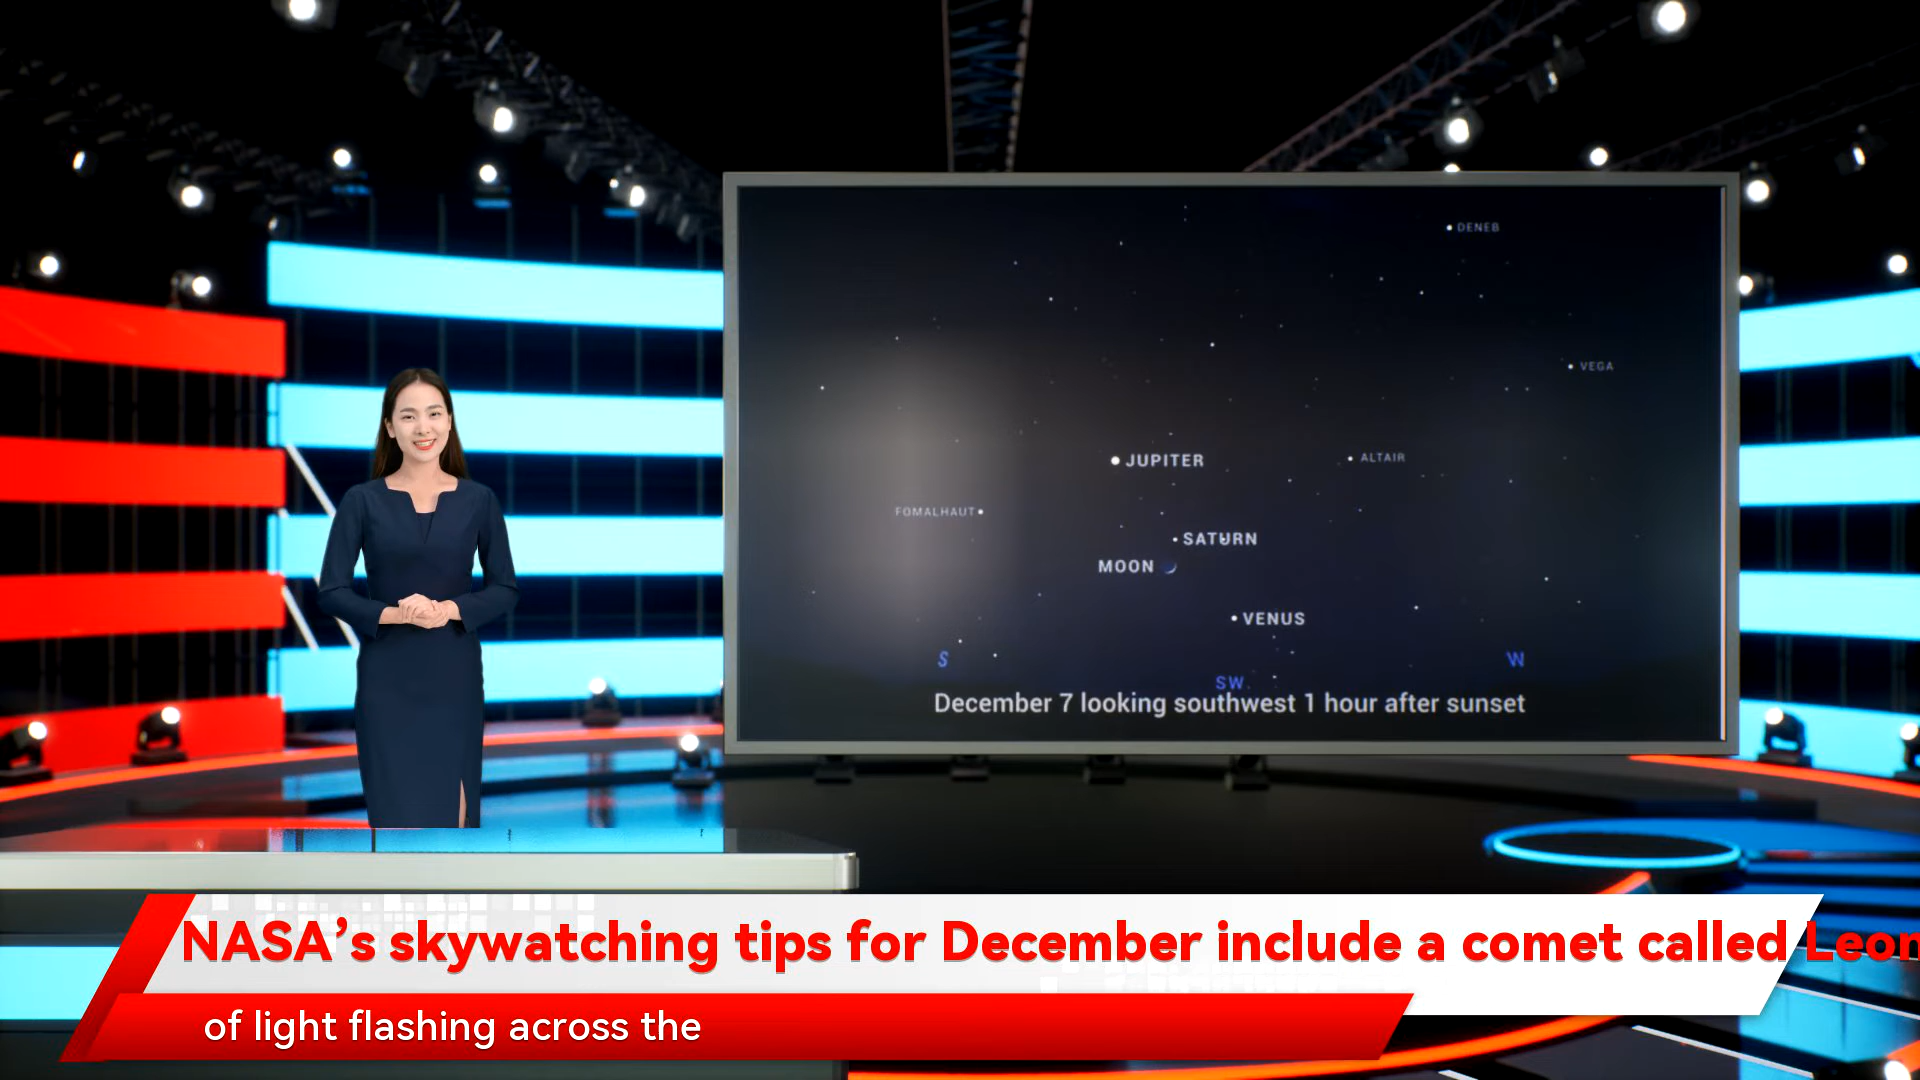 DENEB
VEGA
JUPITER
ALTAIR
FOMALHAUT
SATURN
MOON
VENUS
S
W
SW
December 7 looking southwest 1 hour after sunset
NASA’s skywatching tips for December include a comet called Leon
of light flashing across the